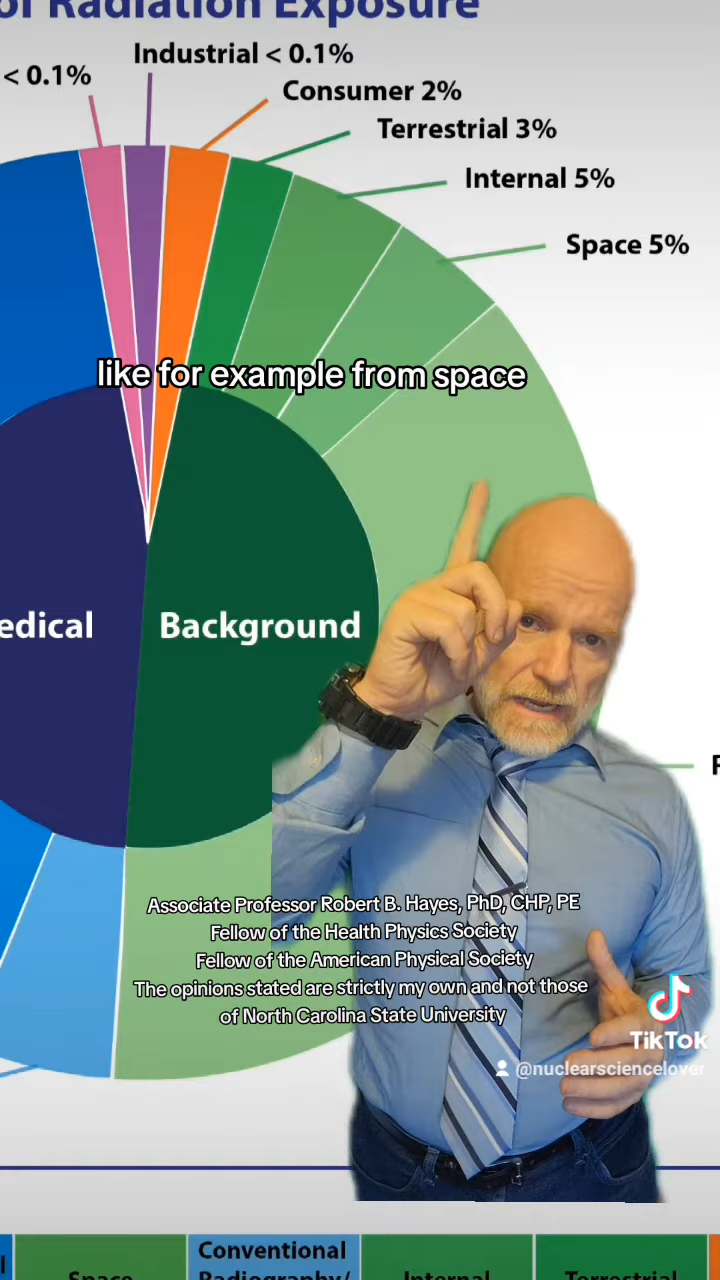 of Radiation Exposure
Industrial < 0.1%
< 0.1%
Consumer 2%
Terrestrial 3%
Internal 5%
Space 5%
like for example from space
edical
Background
Associate Professor Robert B. Hayes, PhD, CHP, PE
Fellow of the Health Physics Society
Fellow of the American Physical Society
The opinions stated are strictly my own and not those
of North Carolina State University
TikTok
@nuclearsciencelover
Conventional
Space
Radiography/
Internal
Terrestrial